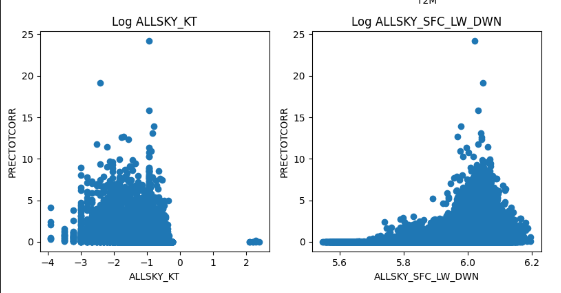 T2M
Log ALLSKY_KT
Log ALLSKY_SFC_LW_DWN
PRECTOTCORR
25
20
15
10
5
0
−4 −3 −2 −1 0 1 2
ALLSKY_KT
PRECTOTCORR
25
20
15
10
5
0
5.6 5.8 6.0 6.2
ALLSKY_SFC_LW_DWN